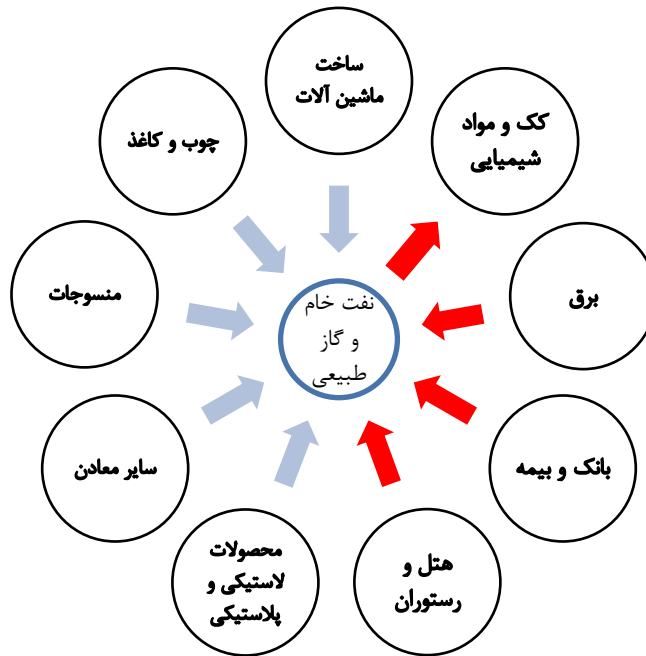 ساخت
ماشین آلات
کک و مواد
شیمیایی
برق
بانک و بیمه
هتل و
رستوران
محصولات
لاستیکی و
پلاستیکی
سایر معادن
منسوجات
چوب و کاغذ
نفت خام
و گاز
طبیعی